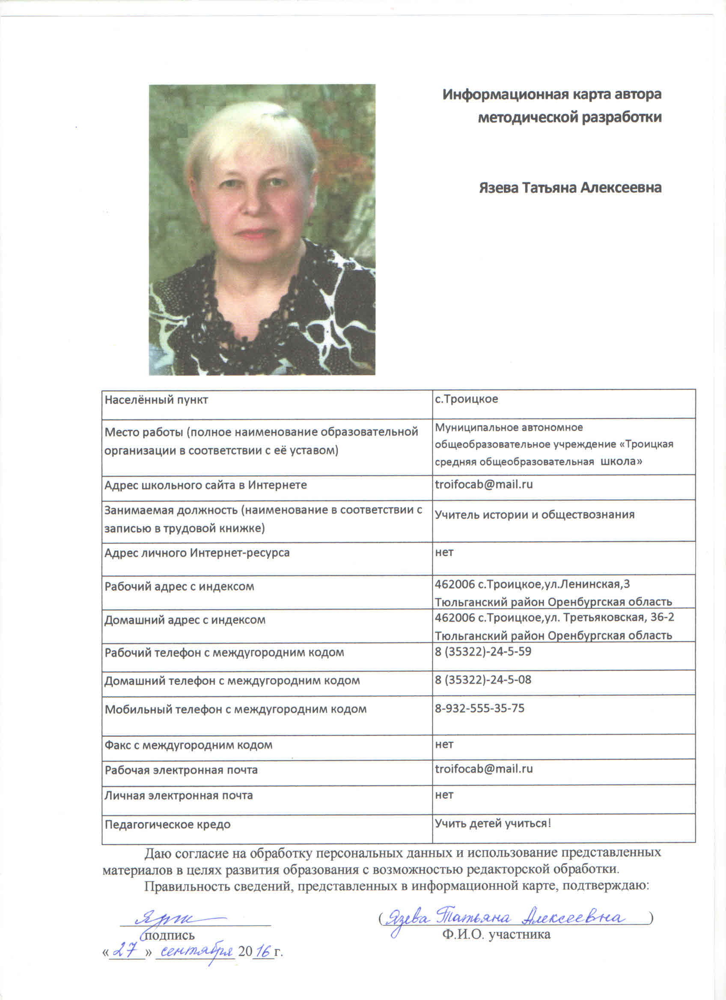 Информационная карта автора
методической разработки
Язева Татьяна Алексеевна
Населённый пункт
с.Троицкое
Место работы (полное наименование образовательной
организации в соответствии с её уставом)
Муниципальное автономное
общеобразовательное учреждение «Троицкая
средняя общеобразовательная школа»
Адрес школьного сайта в Интернете
troifocab@mail.ru
Занимаемая должность (наименование в соответствии с
записью в трудовой книжке)
Учитель истории и обществознания
Адрес личного Интернет-ресурса
нет
Рабочий адрес с индексом
462006 с.Троицкое,ул.Ленинская,3
Тюльганский район Оренбургская область
Домашний адрес с индексом
462006 с.Троицкое,ул. Третьяковская, 36-2
Тюльганский район Оренбургская область
Рабочий телефон с междугородним кодом
8 (35322)-24-5-59
Домашний телефон с междугородним кодом
8 (35322)-24-5-08
Мобильный телефон с междугородним кодом
8-932-555-35-75
Факс с междугородним кодом
нет
Рабочая электронная почта
troifocab@mail.ru
Личная электронная почта
нет
Педагогическое кредо
Учить детей учиться!
Даю согласие на обработку персональных данных и использование представленных
материалов в целях развития образования с возможностью редакторской обработки.
Правильность сведений, представленных в информационной карте, подтверждаю:
(Язева Татьяна Алексеевна)
подпись
Ф.И.О. участника
«27» сентября 2016г.